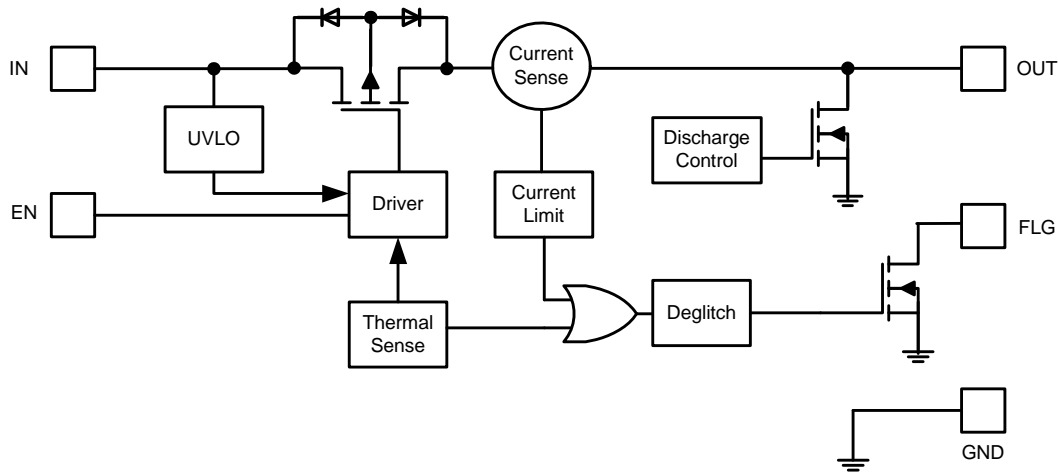 IN
Current
Sense
OUT
UVLO
Discharge
Control
EN
Driver
Current
Limit
FLG
Thermal
Sense
Deglitch
GND